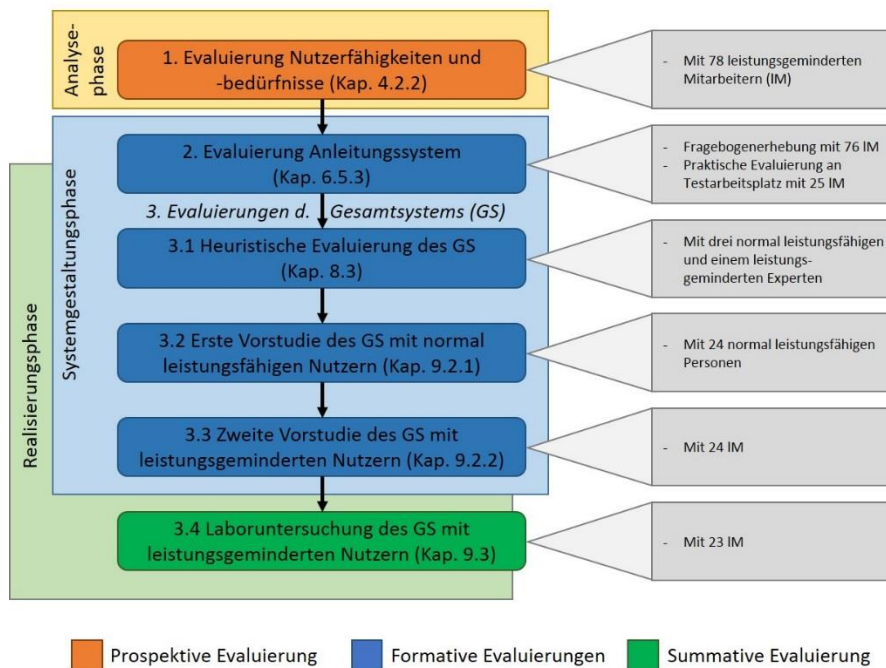 Analyse-
phase
1. Evaluierung Nutzerfähigkeiten und
-bedürfnisse (Kap. 4.2.2)
- Mit 78 leistungsgeminderten
Mitarbeitern (lM)
Realisierungsphase
Systemgestaltungsphase
2. Evaluierung Anleitungssystem
(Kap. 6.5.3)
- Fragebogenerhebung mit 76 lM
- Praktische Evaluierung an
Testarbeitsplatz mit 25 lM
3. Evaluierungen d. Gesamtsystems (GS)
3.1 Heuristische Evaluierung des GS
(Kap. 8.3)
- Mit drei normal leistungsfähigen
und einem leistungs-
geminderten Experten
3.2 Erste Vorstudie des GS mit normal
leistungsfähigen Nutzern (Kap. 9.2.1)
- Mit 24 normal leistungsfähigen
Personen
3.3 Zweite Vorstudie des GS mit
leistungsgeminderten Nutzern (Kap. 9.2.2)
- Mit 24 lM
3.4 Laboruntersuchung des GS mit
leistungsgeminderten Nutzern (Kap. 9.3)
- Mit 23 lM
Prospektive Evaluierung
Formative Evaluierungen
Summative Evaluierung